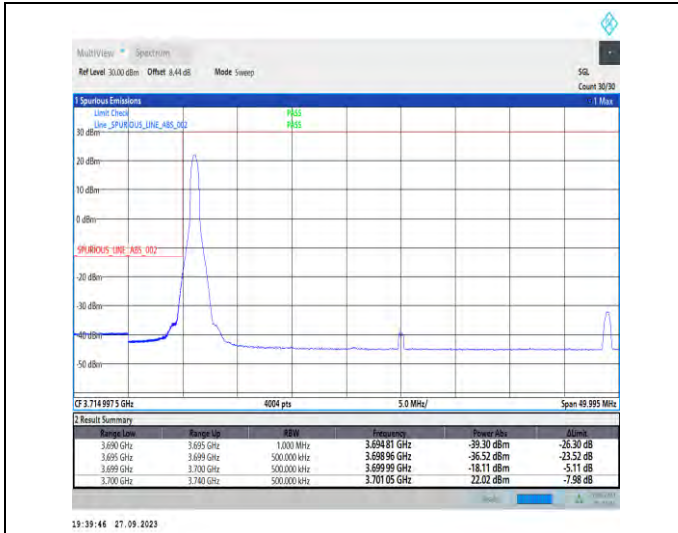 MultiView Spectrum
Ref Level 30.00 dBm Offset 8.44 dB Mode Sweep SGL
Count 30/30
1 Spurious Emissions 1 Max
Limit Check PASS
Line _SPURIOUS_LINE_ABS_002 PASS
30 dBm
20 dBm
10 dBm
0 dBm
SPURIOUS_LINE_ABS_002
-20 dBm
-30 dBm
-40 dBm
-50 dBm
CF 3.714 997 5 GHz 4004 pts 5.0 MHz/ Span 49.995 MHz
2 Result Summary
Range Low Range Up RBW Frequency Power Abs ΔLimit
3.690 GHz 3.695 GHz 1.000 MHz 3.694 81 GHz -39.30 dBm -26.30 dB
3.695 GHz 3.699 GHz 500.000 kHz 3.698 96 GHz -36.52 dBm -23.52 dB
3.699 GHz 3.700 GHz 500.000 kHz 3.699 99 GHz -18.11 dBm -5.11 dB
3.700 GHz 3.740 GHz 500.000 kHz 3.701 05 GHz 22.02 dBm -7.98 dB
19:39:46 27.09.2023